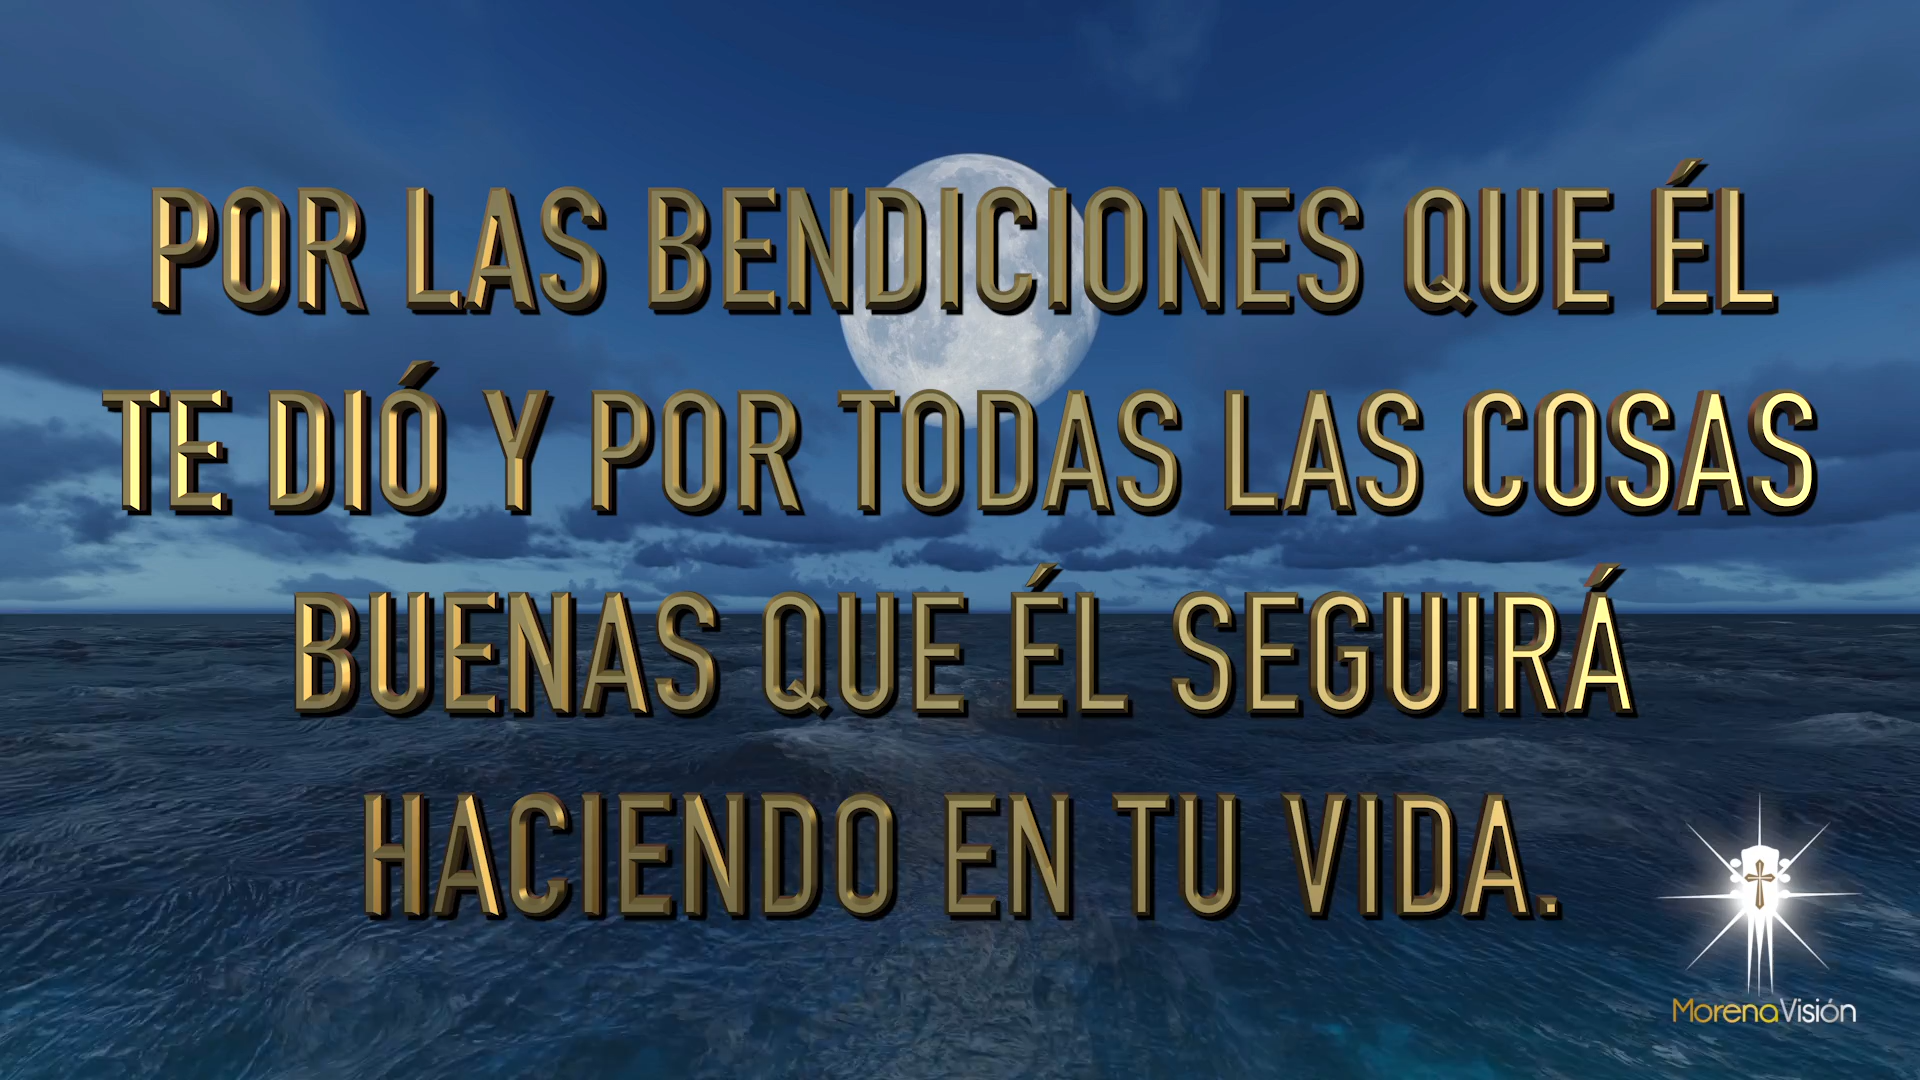 POR LAS BENDICIONES QUE ÉL
TE DIÓ Y POR TODAS LAS COSAS
BUENAS QUE ÉL SEGUIRÁ
HACIENDO EN TU VIDA.
MorenaVisión